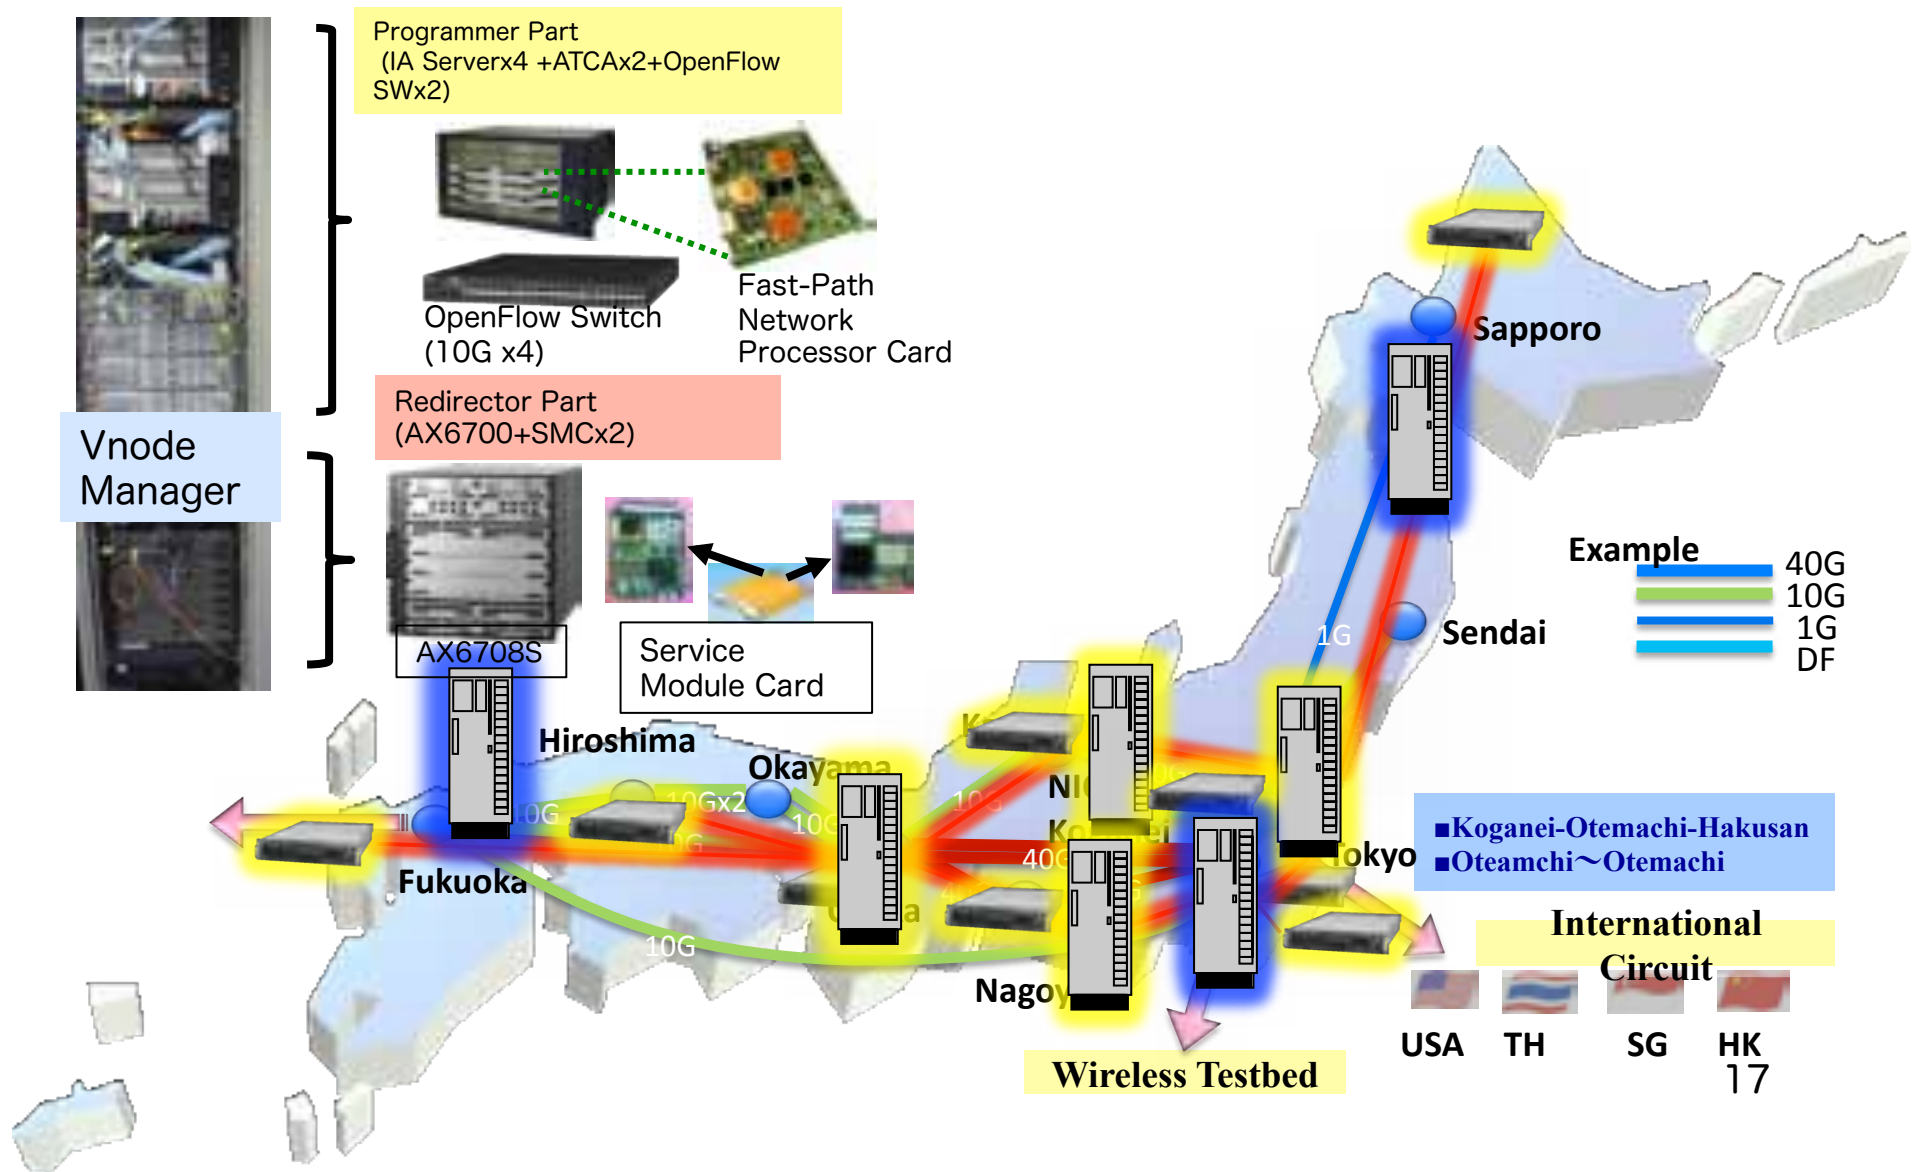 Programmer Part
(IA Serverx4 +ATCAx2+OpenFlow
SWx2)
OpenFlow Switch
(10G x4)
Fast-Path
Network
Processor Card
Redirector Part
(AX6700+SMCx2)
Vnode
Manager
AX6708S
Service
Module Card
Sapporo
Example
40G
10G
1G
DF
1G
Sendai
Hiroshima
Okayama
10Gx2
10G
10G
40G
Fukuoka
10G
Tokyo
■Koganei-Otemachi-Hakusan
■Oteamchi～Otemachi
International
Circuit
USA TH SG HK
Wireless Testbed
17